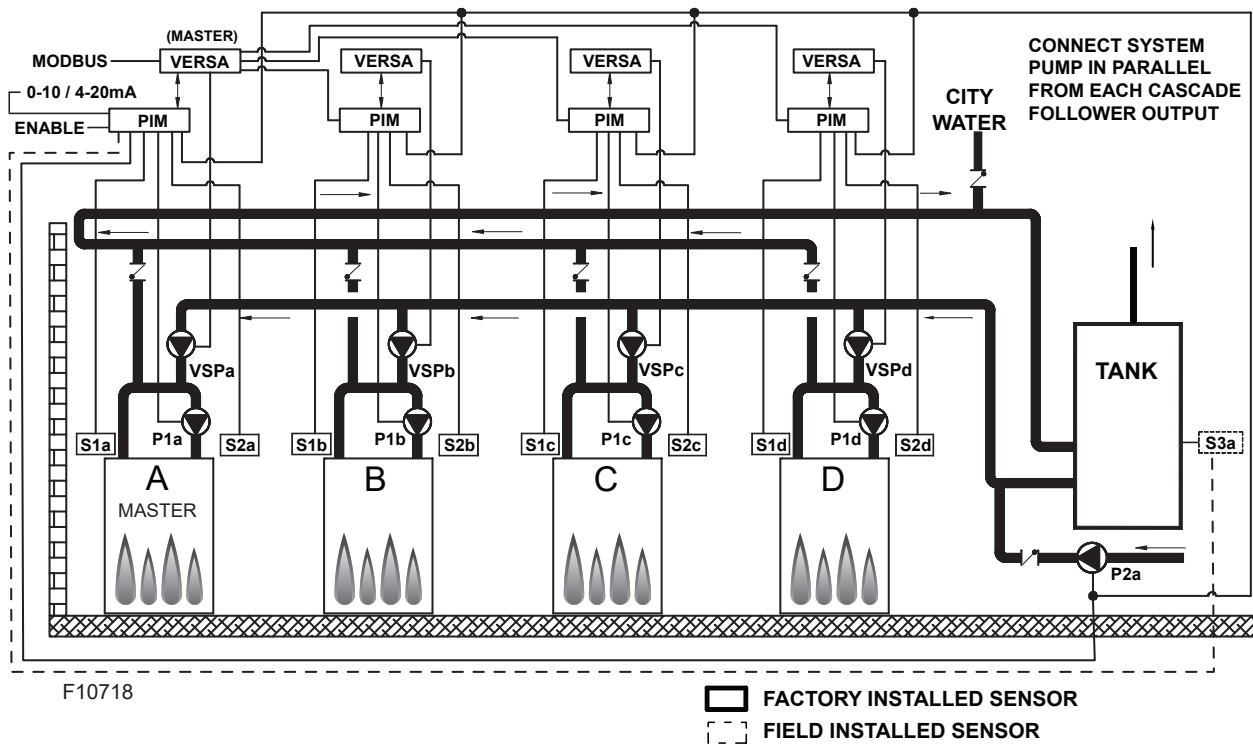 (MASTER)
MODBUS
VERSA
VERSA
VERSA
VERSA
CONNECT SYSTEM
PUMP IN PARALLEL
FROM EACH CASCADE
FOLLOWER OUTPUT
0-10 / 4-20mA
ENABLE
PIM
PIM
PIM
PIM
CITY
WATER
VSPa
VSPb
VSPc
VSPd
TANK
S1a
P1a
S2a
S1b
P1b
S2b
S1c
P1c
S2c
S1d
P1d
S2d
S3a
A
MASTER
B
C
D
P2a
F10718
FACTORY INSTALLED SENSOR
FIELD INSTALLED SENSOR